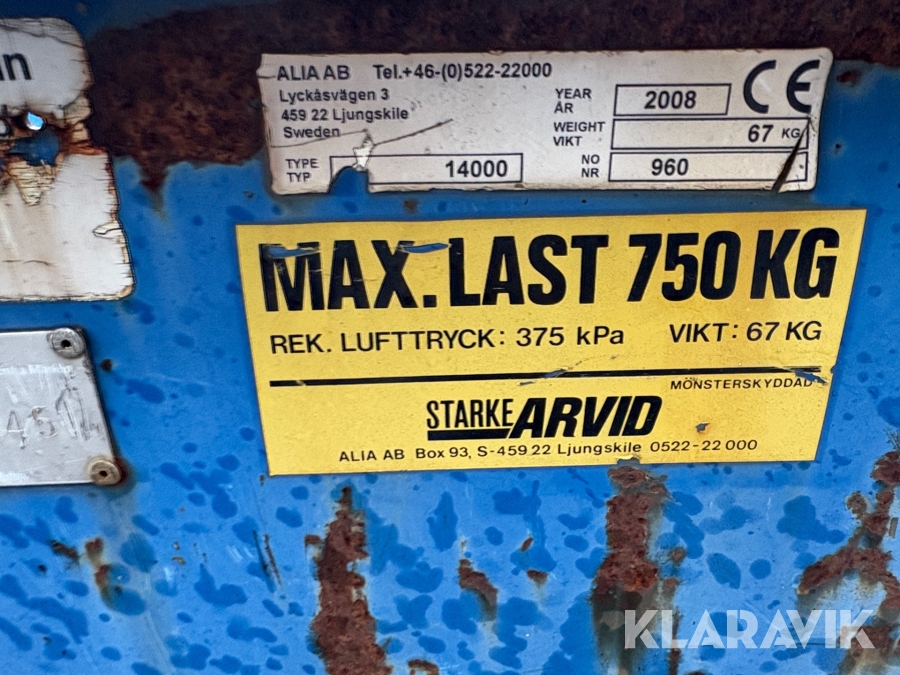 ALIA AB Tel.+46-(0)522-22000
Lyckåsvägen 3
459 22 Ljungskile
Sweden
YEAR
ÅR
2008
CE
WEIGHT
VIKT
67 KG
TYPE
TYP
14000
NO
NR
960
MAX. LAST 750 KG
REK. LUFTTRYCK: 375 kPa VIKT: 67 KG
MÖNSTERSKYDDAD
STARKE ARVID
ALIA AB Box 93, S-459 22 Ljungskile 0522-22 000
KLARAVIK